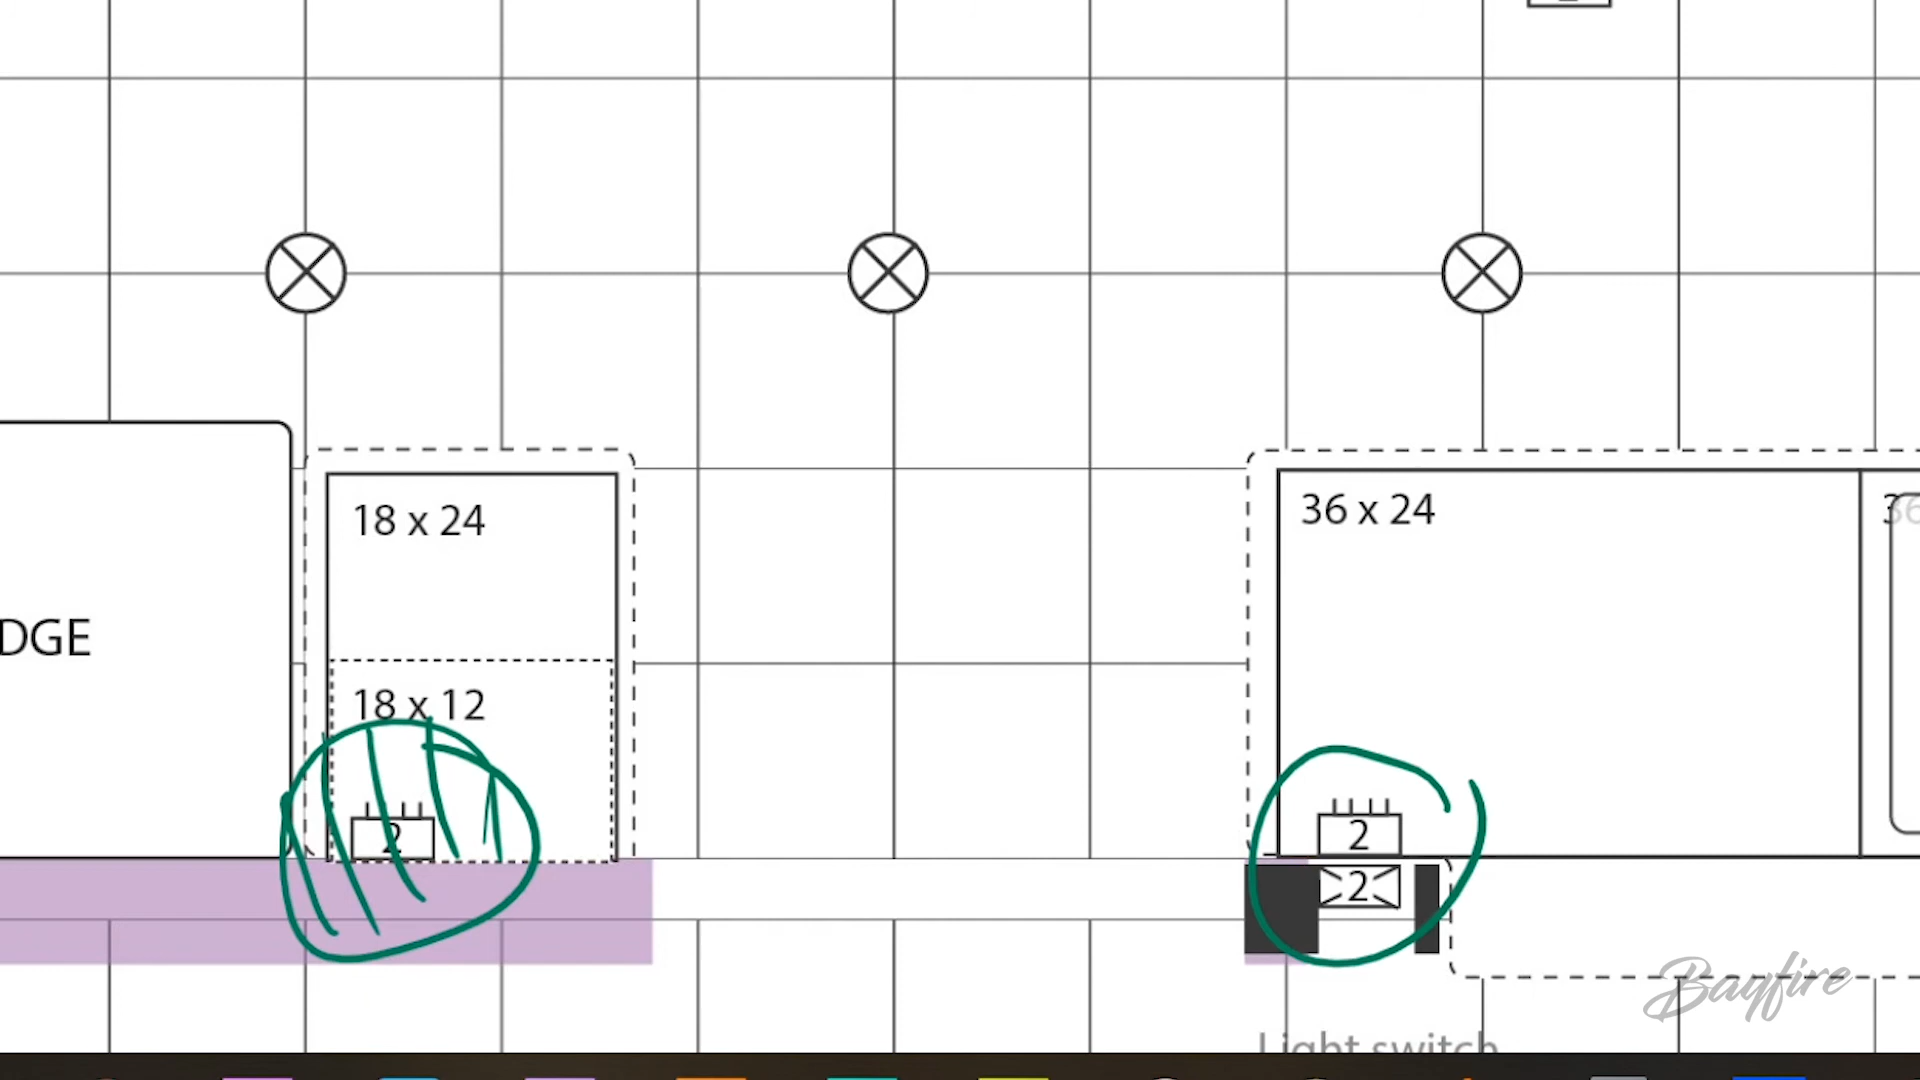 18 x 24
36 x 24
DGE
18 x 12
2
2
2
Bayfire
Light switch